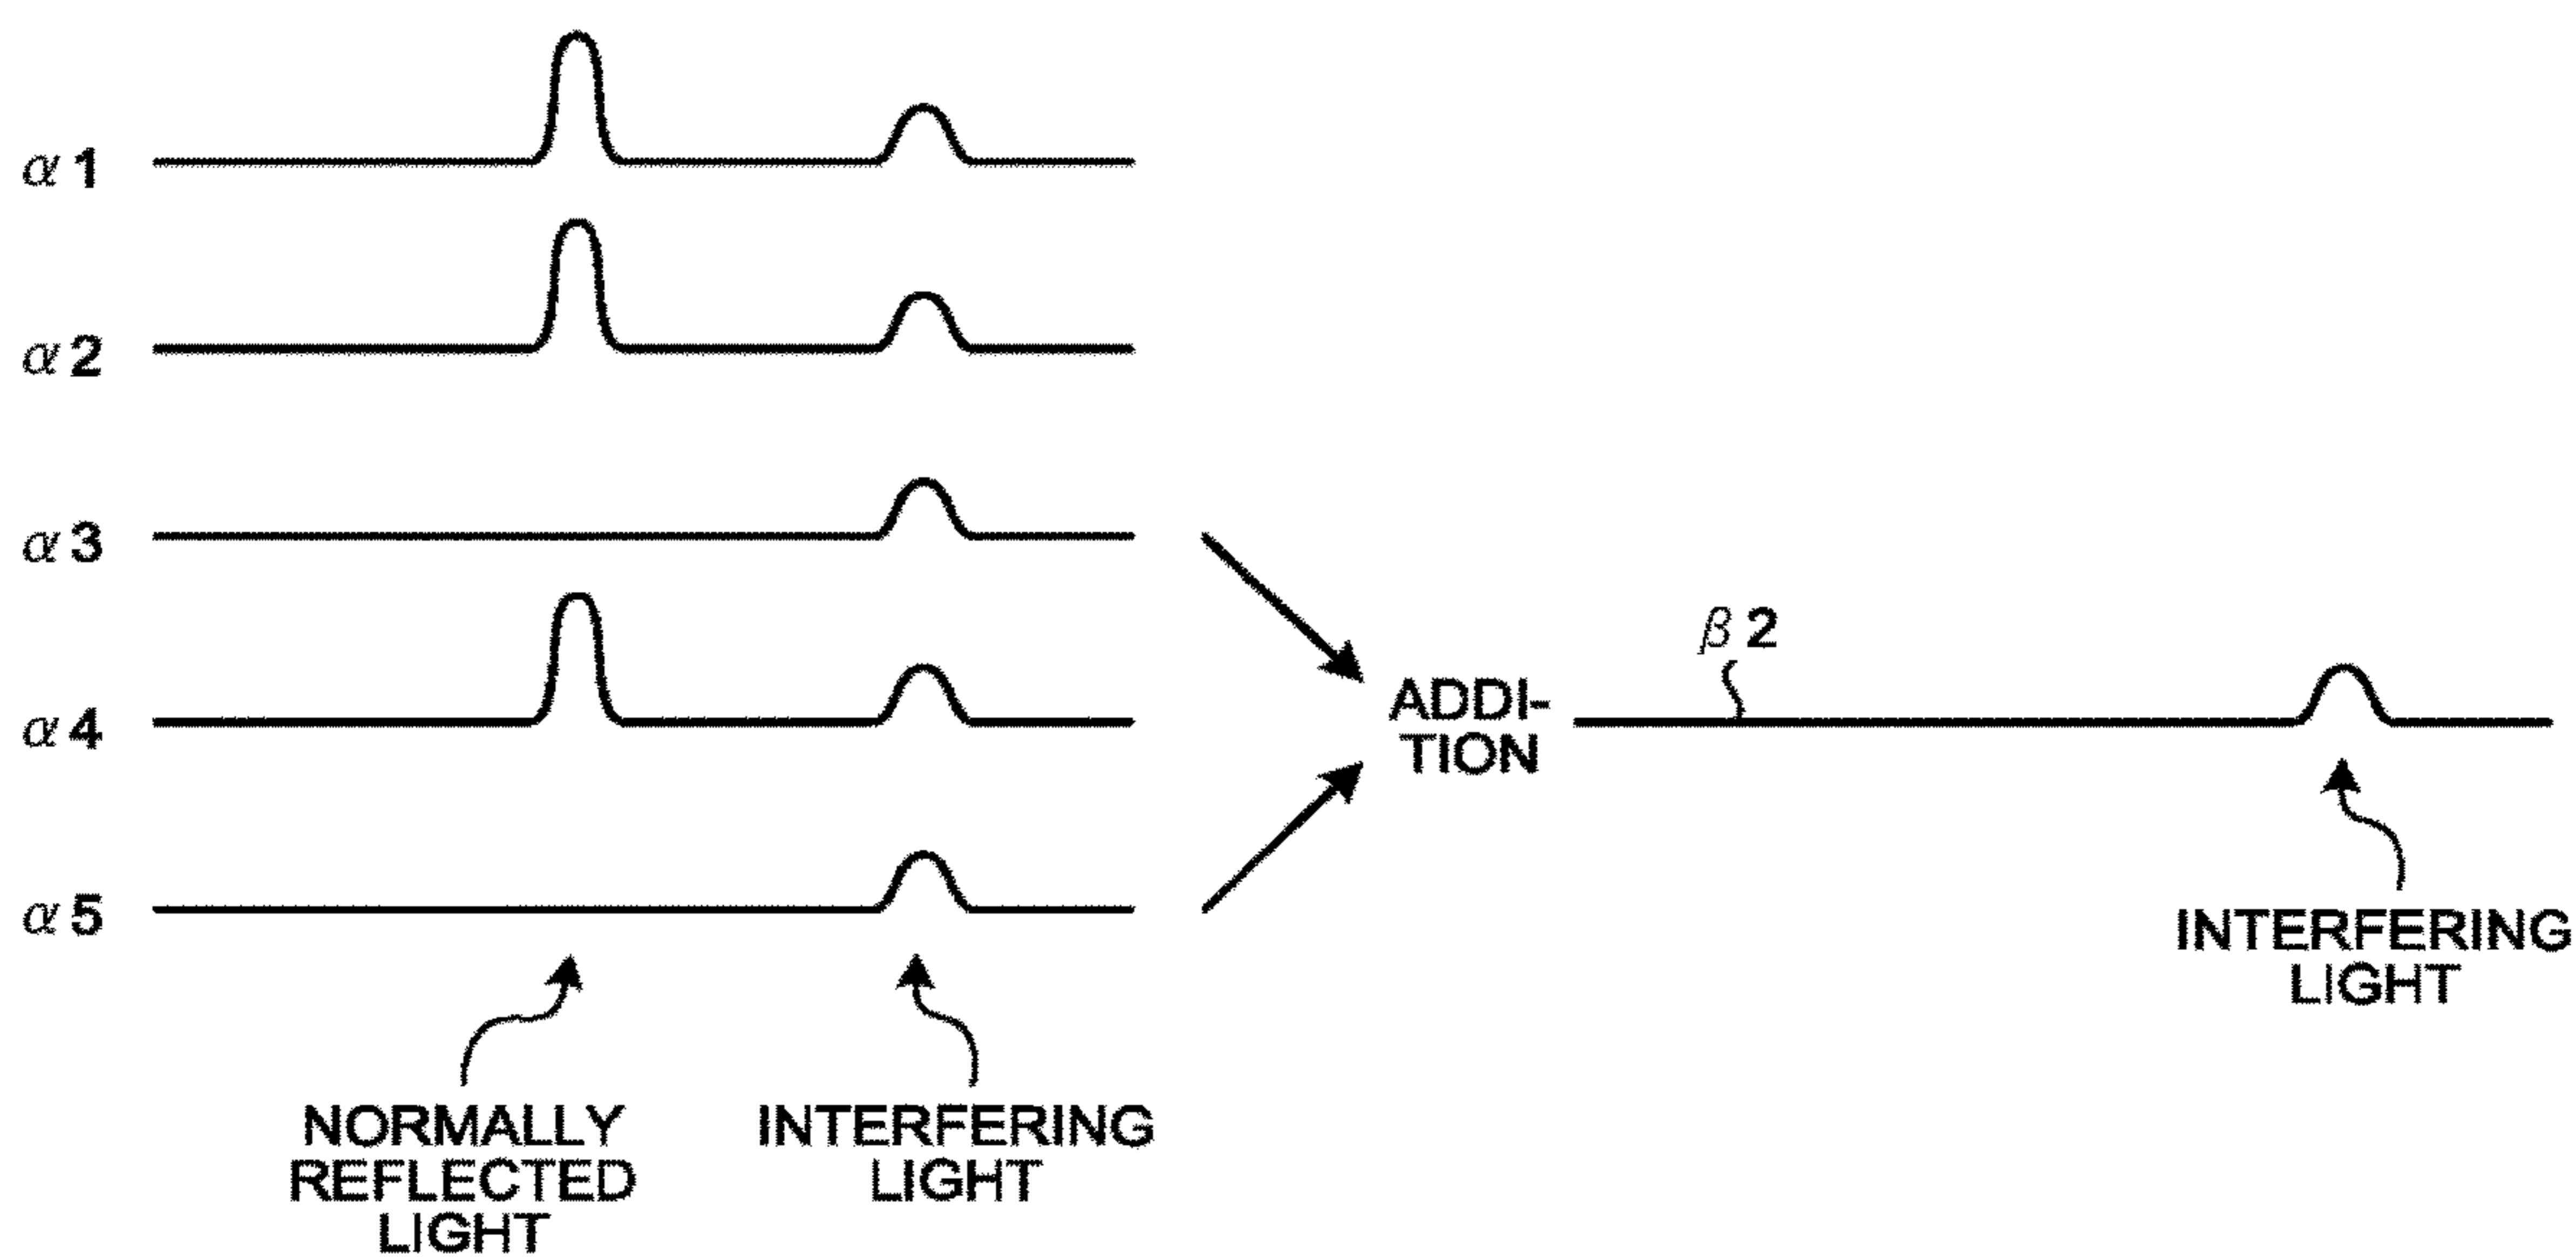 α1
α2
α3
α4
α5
ADDI-
TION
β2
NORMALLY
REFLECTED
LIGHT
INTERFERING
LIGHT
INTERFERING
LIGHT